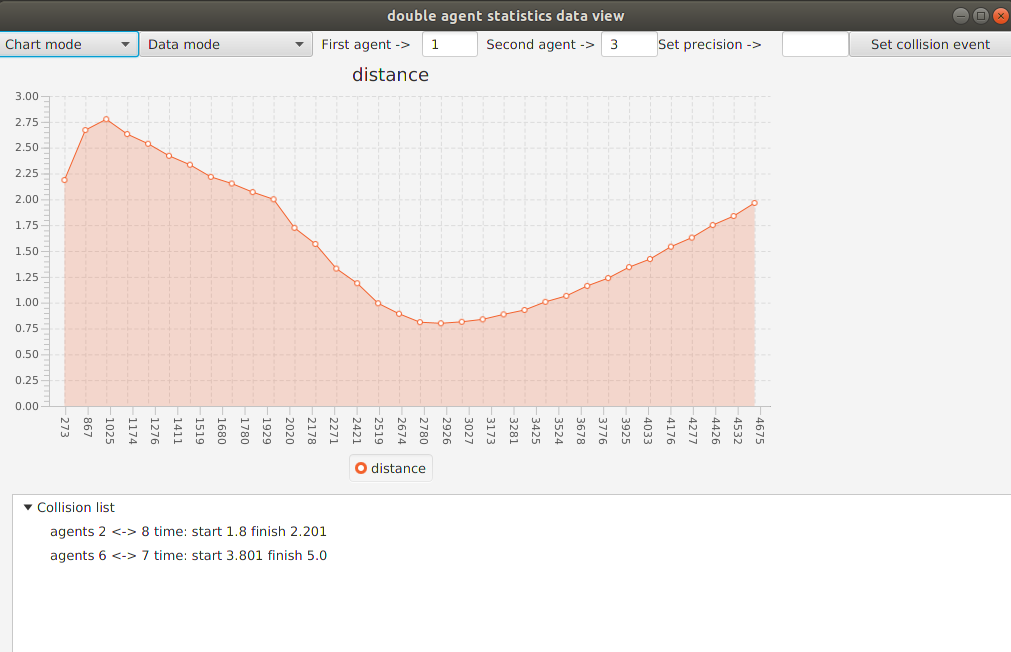 double agent statistics data view
Chart mode Data mode First agent -> 1 Second agent -> 3 Set precision -> Set collision event
distance
3.00
2.75
2.50
2.25
2.00
1.75
1.50
1.25
1.00
0.75
0.50
0.25
0.00
273 867 1025 1174 1276 1411 1519 1680 1780 1929 2020 2178 2271 2421 2519 2674 2780 2926 3027 3173 3281 3425 3524 3678 3776 3925 4033 4176 4277 4426 4532 4675
distance
Collision list
agents 2 <-> 8 time: start 1.8 finish 2.201
agents 6 <-> 7 time: start 3.801 finish 5.0